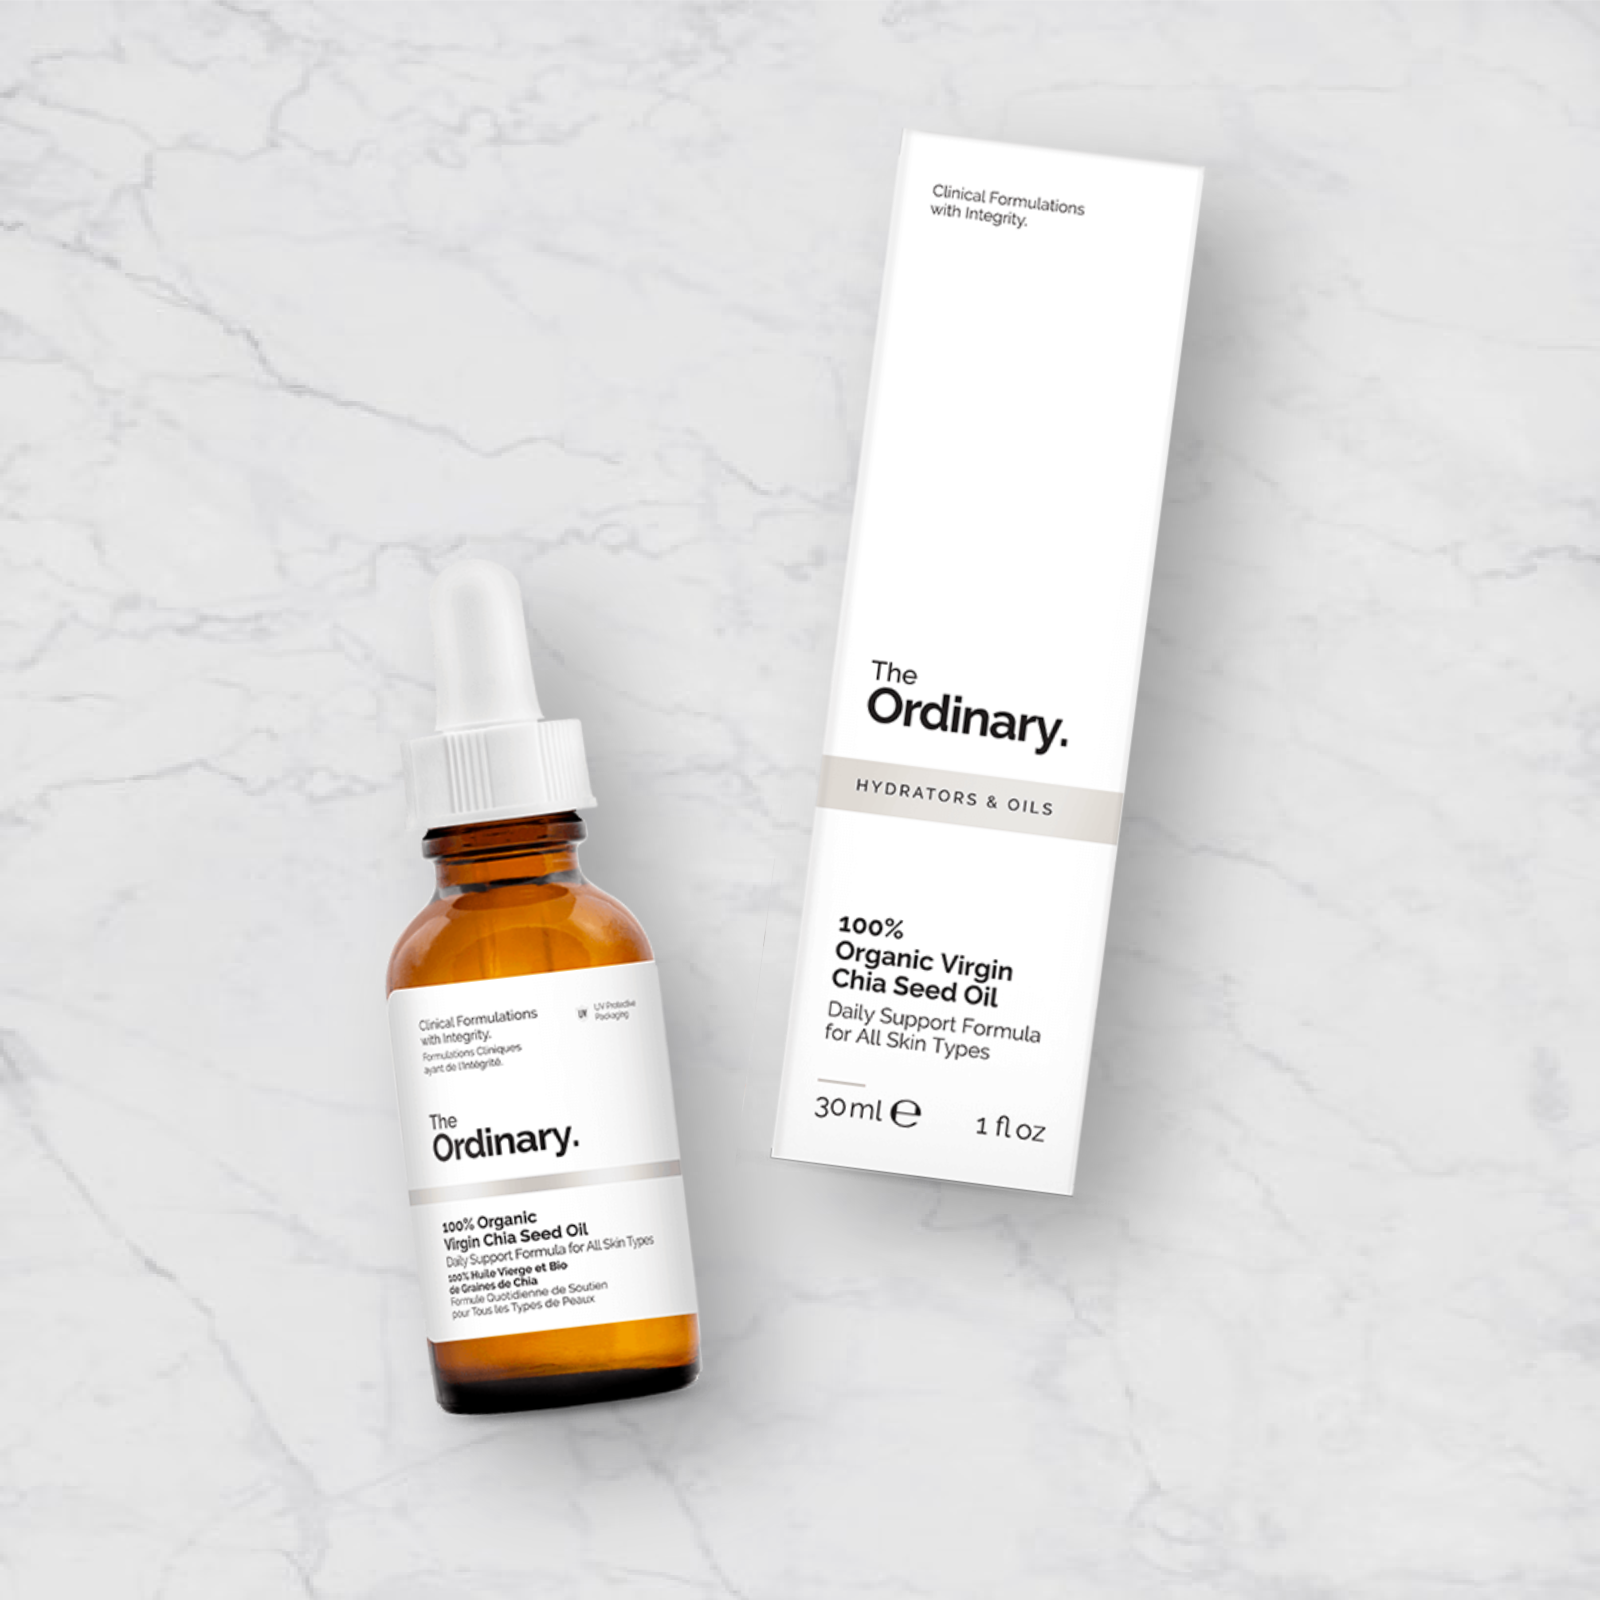 Clinical Formulations
with Integrity.
The
Ordinary.
HYDRATORS & OILS
100%
Organic Virgin
Chia Seed Oil
Daily Support Formula
for All Skin Types
30 ml ℮ 1 fl oz
Clinical Formulations
with Integrity.
Formulations Cliniques
ayant de l'Intégrité.
UV
UV Protective
Packaging
The
Ordinary.
100% Organic
Virgin Chia Seed Oil
Daily Support Formula for All Skin Types
100% Huile Vierge et Bio
de Graines de Chia
Formule Quotidienne de Soutien
pour Tous les Types de Peaux